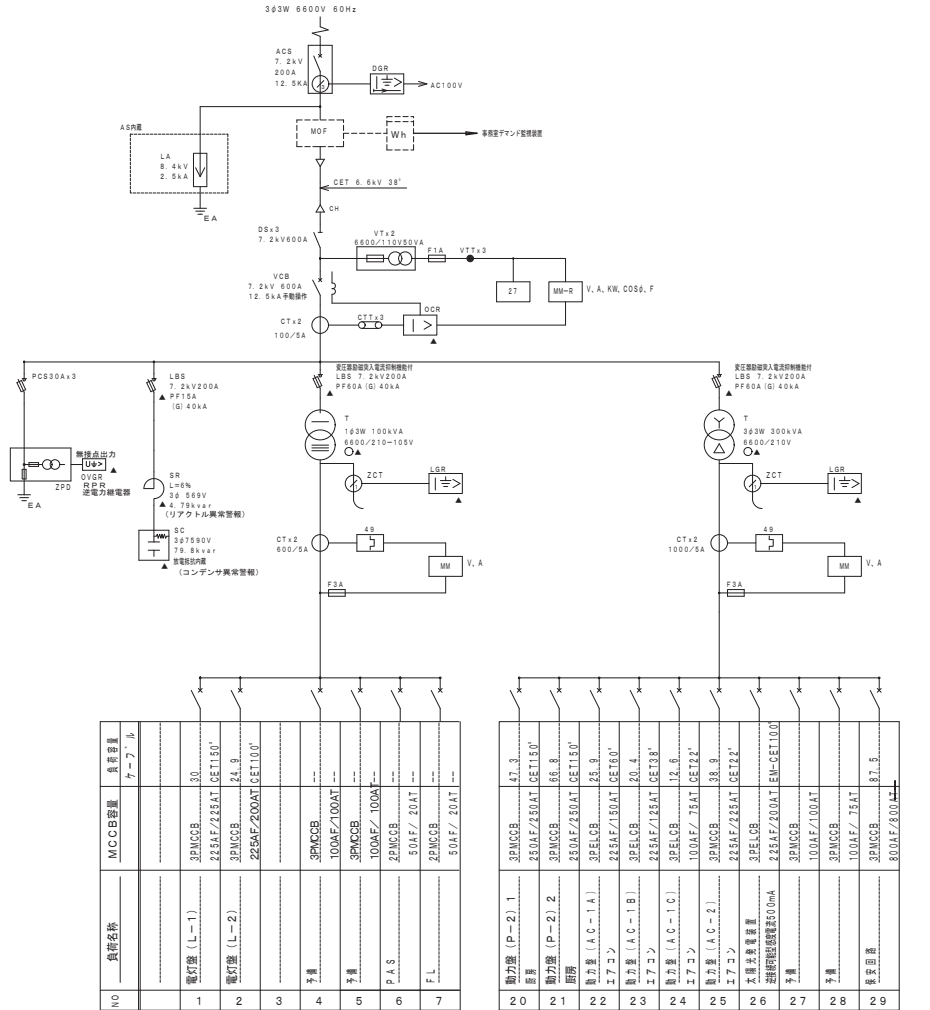 3φ3W 6600V 60Hz
ACS
7.2kV
200A
12.5KA
DGR
AC100V
AS内蔵
LA
8.4kV
2.5kA
EA
MOF
Wh
事務室デマンド監視装置
CET 6.6kV 38°
CH
DSx3
7.2kV600A
VTx2
6600/110V50VA
F1A
VTTx3
27
MM-R
V、A、KW、COSφ、F
VCB
7.2kV 600A
12.5kA手動操作
CTx2
100/5A
CTTx3
OCR
PCS30Ax3
LBS
7.2kV200A
PF15A
(G)40kA
変圧器励磁突入電流抑制機能付
LBS 7.2kV200A
PF60A(G)40kA
変圧器励磁突入電流抑制機能付
LBS 7.2kV200A
PF60A(G)40kA
T
1φ3W 100kVA
6600/210-105V
T
3φ3W 300kVA
6600/210V
無接点出力
U>
OVGR
RPR
逆電力継電器
ZPD
EA
SR
L=6%
3φ 569V
4.79kvar
(リアクトル異常警報)
SC
3φ7590V
79.8kvar
放電抵抗内蔵
(コンデンサ異常警報)
ZCT
LGR
ZCT
LGR
CTx2
600/5A
49
MM
V、A
F3A
CTx2
1000/5A
49
MM
V、A
F3A
NO
負荷名称
MCCB容量
負荷容量
ケーブル
1
電灯盤(L-1)
3PMCCB
225AF/225AT
30
CET150°
2
電灯盤(L-2)
3PMCCB
225AF/200AT
24.9
CET100°
3
4
予備
3PMCCB
100AF/100AT
--
--
5
予備
3PMCCB
100AF/ 100AT
--
--
6
PAS
2PMCCB
50AF/ 20AT
--
--
7
FL
2PMCCB
50AF/ 20AT
--
--
20
動力盤(P-2)1
厨房
3PMCCB
250AF/250AT
47.3
CET150°
21
動力盤(P-2)2
厨房
3PMCCB
250AF/250AT
66.8
CET150°
22
動力盤(AC-1A)
エアコン
3PELCB
225AF/150AT
25.9
CET60°
23
動力盤(AC-1B)
エアコン
3PELCB
225AF/125AT
20.4
CET38°
24
動力盤(AC-1C)
エアコン
3PELCB
100AF/ 75AT
12.6
CET22°
25
動力盤(AC-2)
エアコン
3PMCCB
225AF/225AT
38.9
CET22°
26
太陽光発電装置
逆接続可能型感度電流500mA
3PELCB
225AF/200AT
EM-CET100°
27
予備
3PMCCB
100AF/100AT
28
予備
3PMCCB
100AF/ 75AT
29
保安回路
3PMCCB
800AF/800AT
87.5